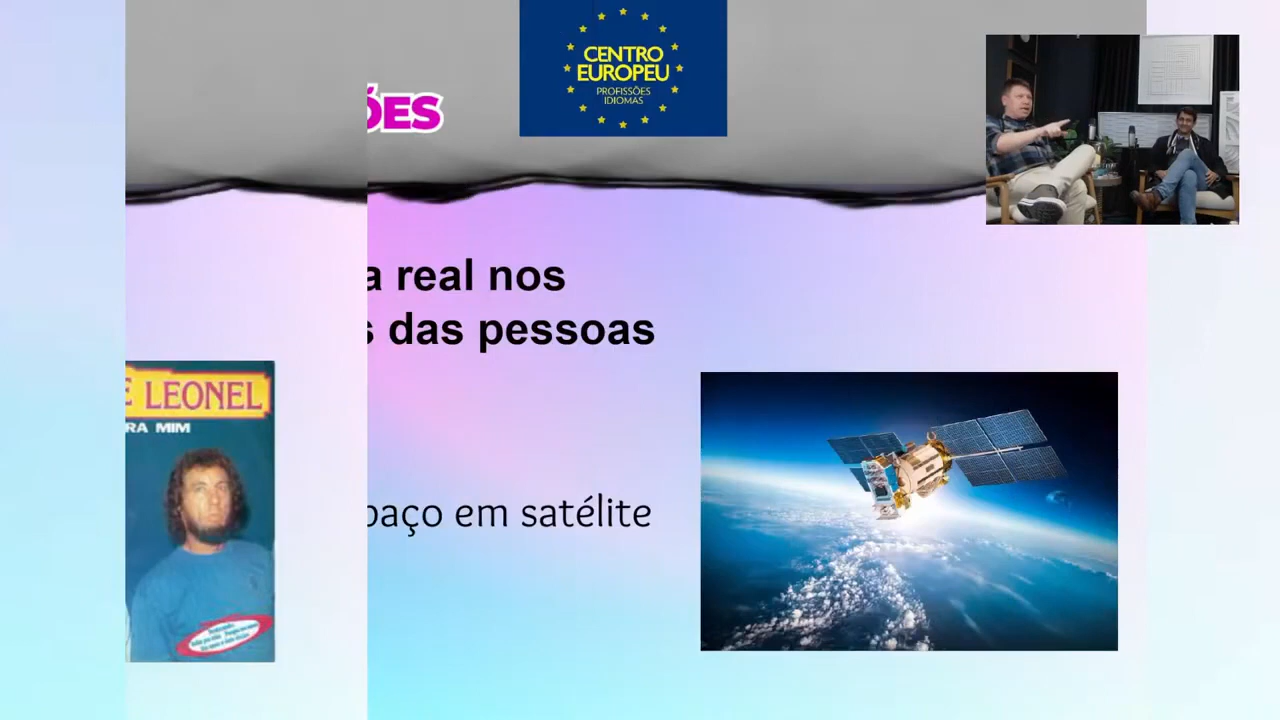 CENTRO
EUROPEU
PROFISSÕES
IDIOMAS
ÕES
a real nos
s das pessoas
E LEONEL
RA MIM
paço em satélite